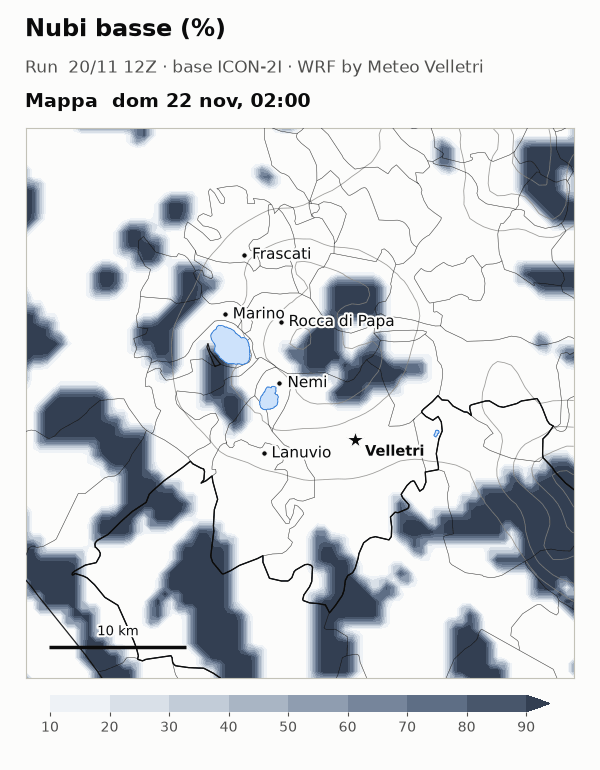 Nubi basse (%)
Run  20/11 12Z · base ICON-2I · WRF by Meteo Velletri
Mappa  dom 22 nov, 02:00
Frascati
Marino
Rocca di Papa
Nemi
Velletri
Lanuvio
10 km
10 20 30 40 50 60 70 80 90